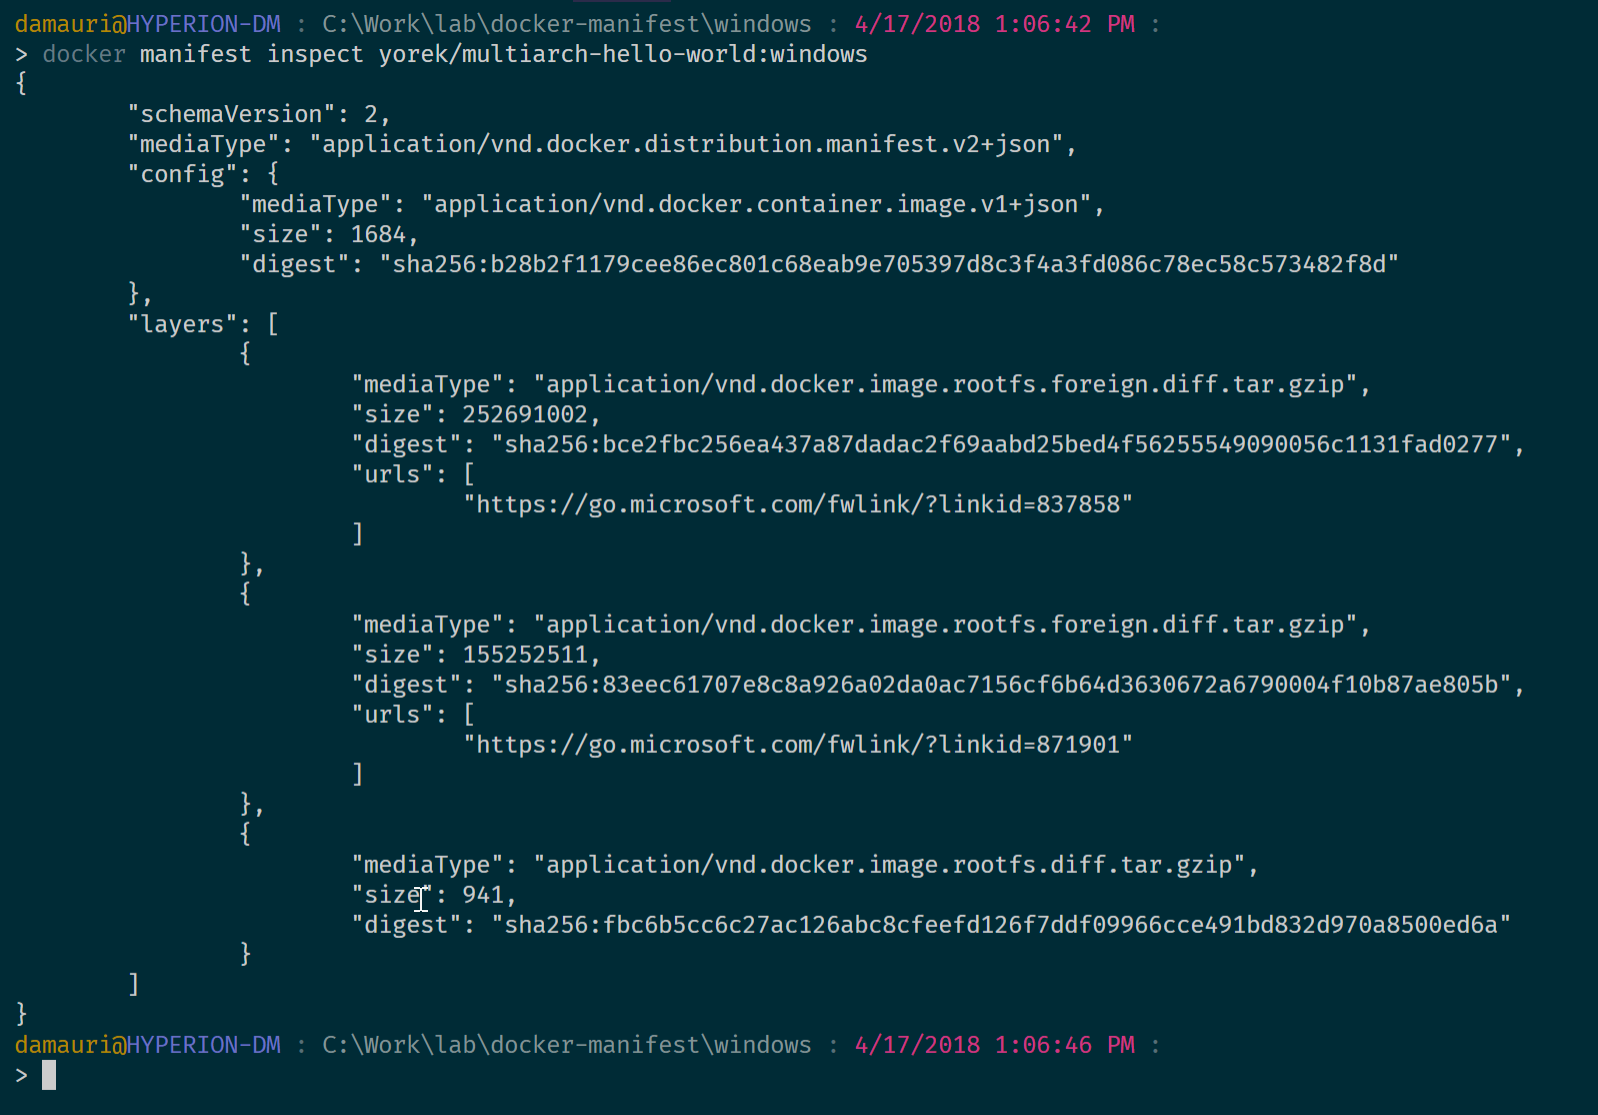 damauri@HYPERION-DM : C:\Work\lab\docker-manifest\windows : 4/17/2018 1:06:42 PM :
> docker manifest inspect yorek/multiarch-hello-world:windows
{
        "schemaVersion": 2,
        "mediaType": "application/vnd.docker.distribution.manifest.v2+json",
        "config": {
                "mediaType": "application/vnd.docker.container.image.v1+json",
                "size": 1684,
                "digest": "sha256:b28b2f1179cee86ec801c68eab9e705397d8c3f4a3fd086c78ec58c573482f8d"
        },
        "layers": [
                {
                        "mediaType": "application/vnd.docker.image.rootfs.foreign.diff.tar.gzip",
                        "size": 252691002,
                        "digest": "sha256:bce2fbc256ea437a87dadac2f69aabd25bed4f56255549090056c1131fad0277",
                        "urls": [
                                "https://go.microsoft.com/fwlink/?linkid=837858"
                        ]
                },
                {
                        "mediaType": "application/vnd.docker.image.rootfs.foreign.diff.tar.gzip",
                        "size": 155252511,
                        "digest": "sha256:83eec61707e8c8a926a02da0ac7156cf6b64d3630672a6790004f10b87ae805b",
                        "urls": [
                                "https://go.microsoft.com/fwlink/?linkid=871901"
                        ]
                },
                {
                        "mediaType": "application/vnd.docker.image.rootfs.diff.tar.gzip",
                        "size": 941,
                        "digest": "sha256:fbc6b5cc6c27ac126abc8cfeefd126f7ddf09966cce491bd832d970a8500ed6a"
                }
        ]
}
damauri@HYPERION-DM : C:\Work\lab\docker-manifest\windows : 4/17/2018 1:06:46 PM :
>